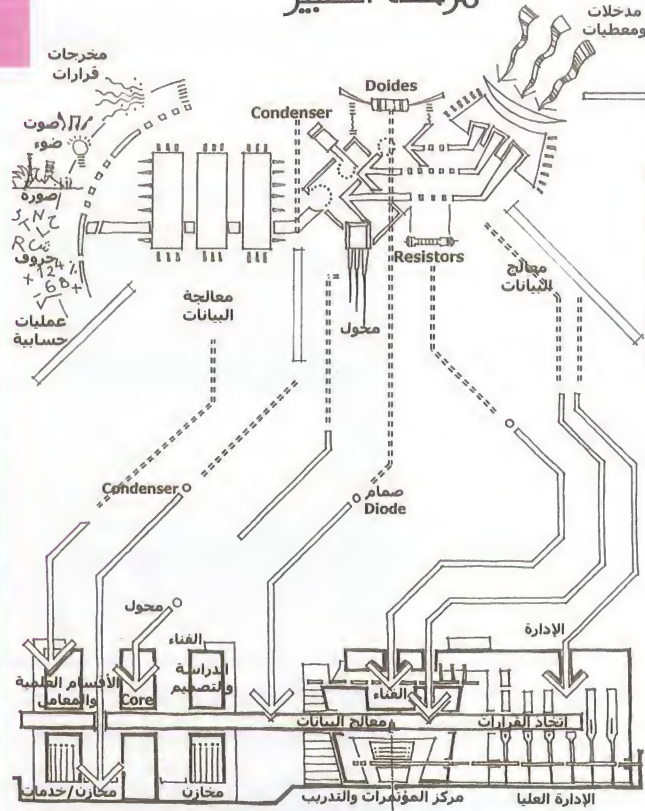 مدخلات
ومعطيات
مخرجات
قرارات
Doides
Condenser
صوت
ضوء
صورة
حروف
عمليات
حسابية
Resistors
معالج
البيانات
معالجة
البيانات
محول
Condenser
صمام
Diode
محول
الفناء
الإدارة
الأقسام العلمية
والمعامل
Core
الدراسة
والتصميم
الفناء
معالج البيانات
اتخاذ القرارات
مخازن/خدمات
مخازن
مركز المؤتمرات والتدريب
الإدارة العليا